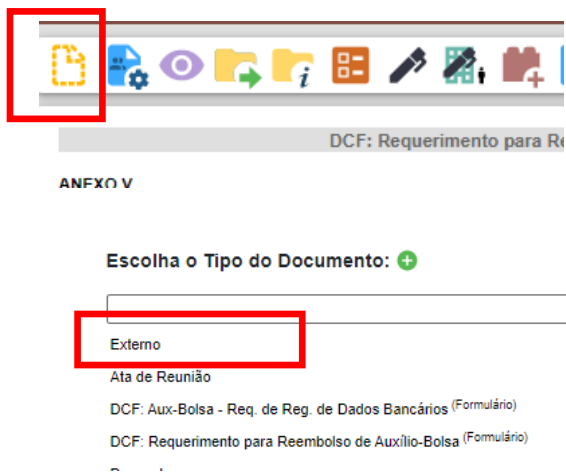 DCF: Requerimento para
ANEXO V
Escolha o Tipo do Documento:
Externo
Ata de Reunião
DCF: Aux-Bolsa - Req. de Reg. de Dados Bancários (Formulário)
DCF: Requerimento para Reembolso de Auxílio-Bolsa (Formulário)